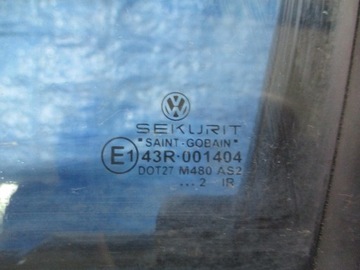 SEKURIT
"SAINT-GOBAIN"
E1 43R-001404
DOT27 M480 AS2
...2 IR